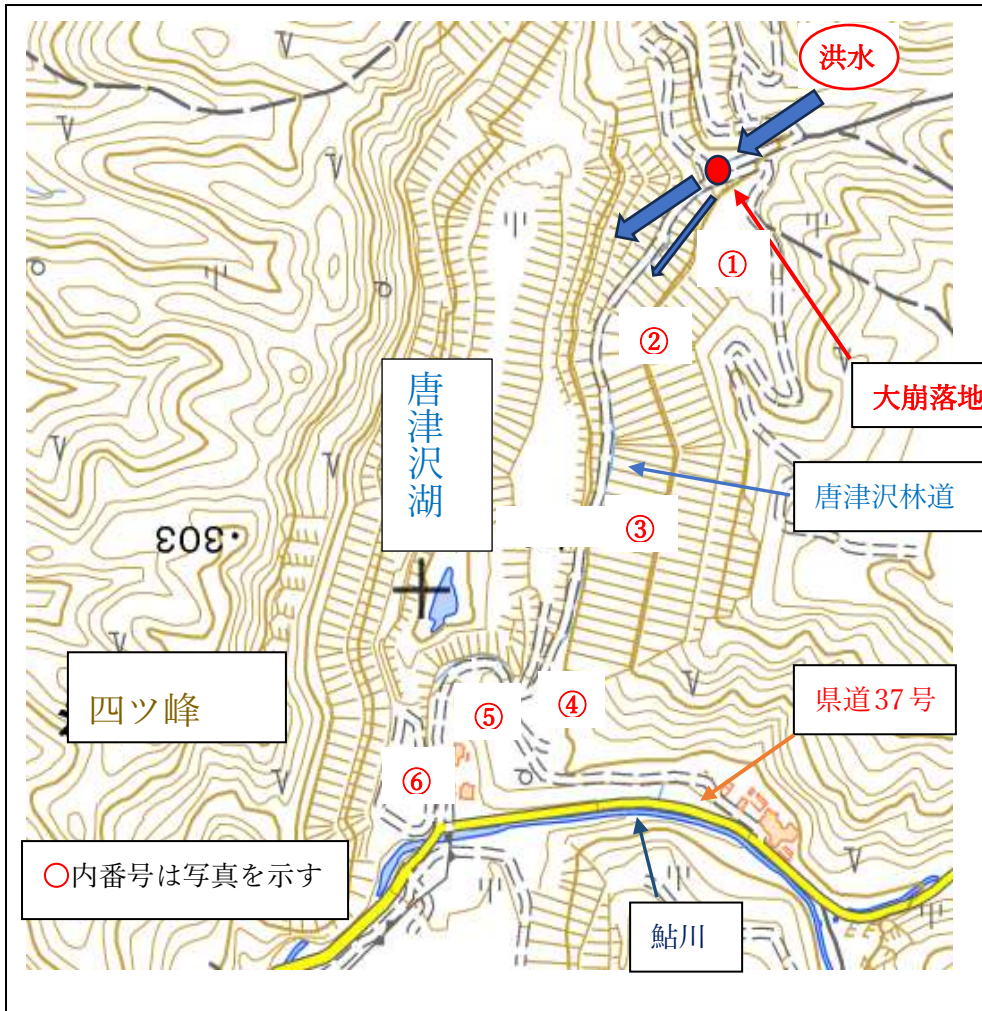 洪水
①
②
大崩落地
唐津沢湖
唐津沢林道
③
303
四ツ峰
県道37号
④
⑤
⑥
○内番号は写真を示す
鮎川